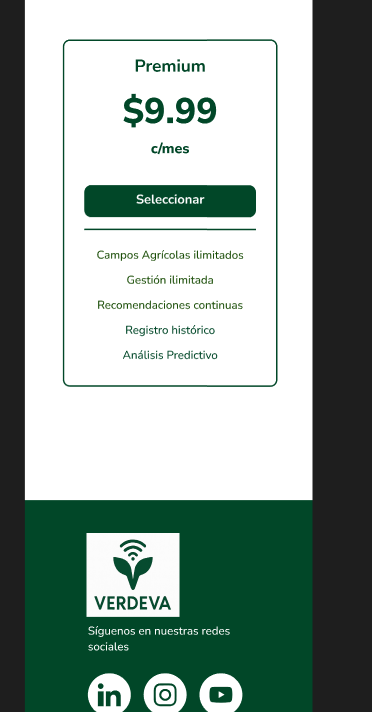 Premium
$9.99
c/mes
Seleccionar
Campos Agrícolas ilimitados
Gestión ilimitada
Recomendaciones continuas
Registro histórico
Análisis Predictivo
VERDEVA
Síguenos en nuestras redes
sociales
in